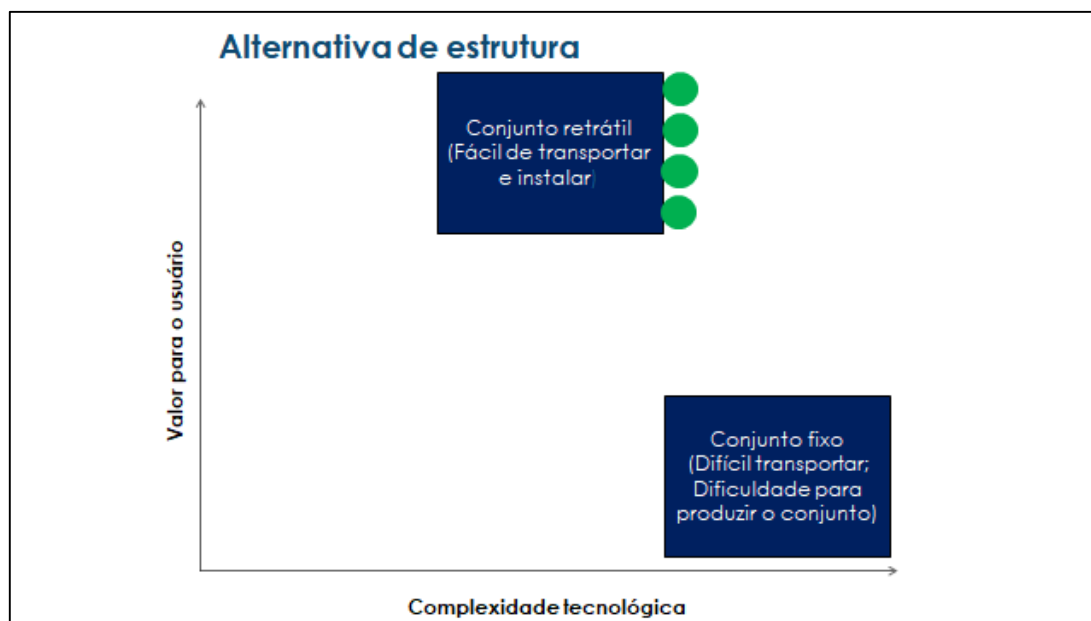 Alternativa de estrutura
Conjunto retrátil
(Fácil de transportar
e instalar)
Valor para o usuário
Conjunto fixo
(Difícil transportar;
Dificuldade para
produzir o conjunto)
Complexidade tecnológica